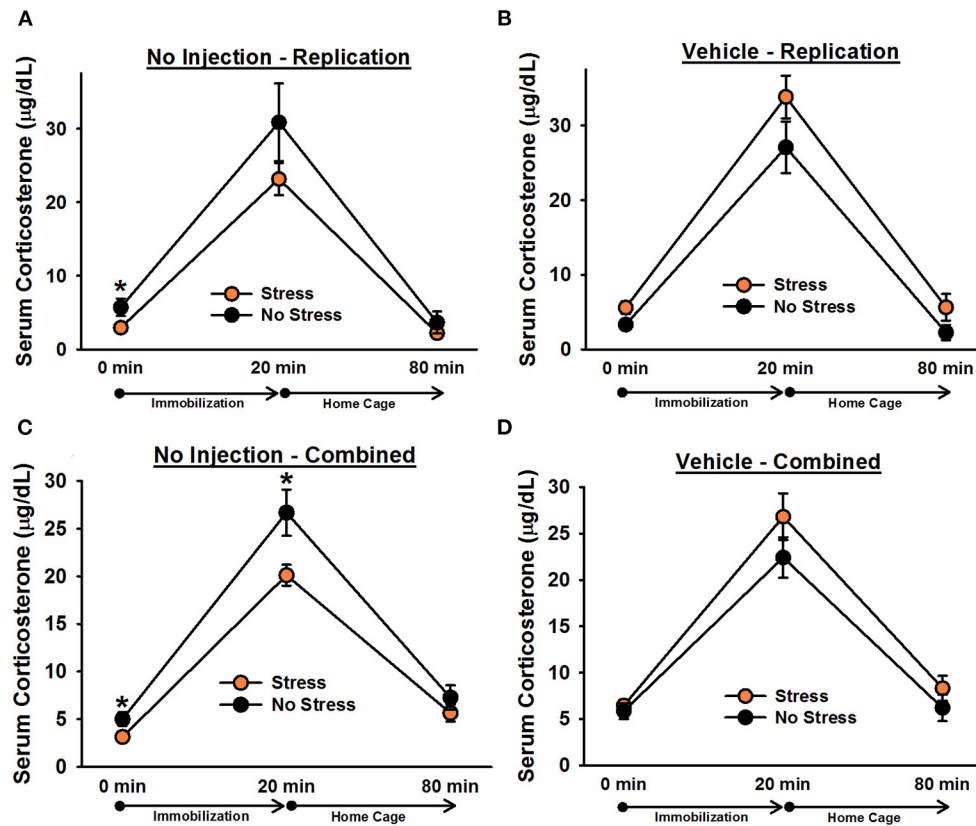 A
No Injection - Replication
Serum Corticosterone (µg/dL)
30
20
10
0
*
Stress
No Stress
0 min 20 min 80 min
Immobilization Home Cage
B
Vehicle - Replication
Serum Corticosterone (µg/dL)
30
20
10
0
Stress
No Stress
0 min 20 min 80 min
Immobilization Home Cage
C
No Injection - Combined
Serum Corticosterone (µg/dL)
30
25
20
15
10
5
0
*
*
Stress
No Stress
0 min 20 min 80 min
Immobilization Home Cage
D
Vehicle - Combined
Serum Corticosterone (µg/dL)
30
25
20
15
10
5
0
Stress
No Stress
0 min 20 min 80 min
Immobilization Home Cage